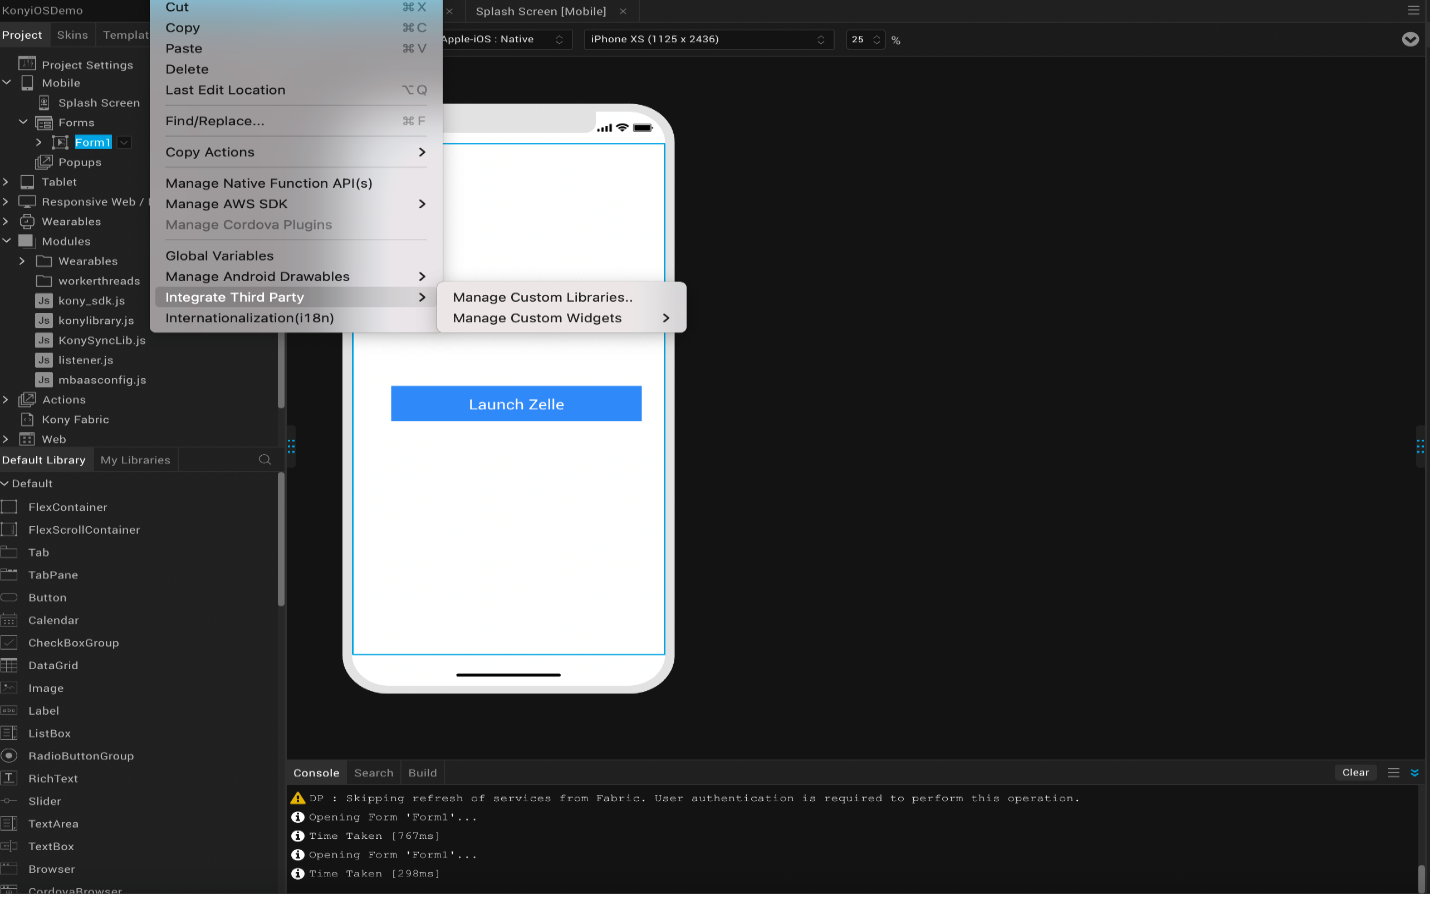 KonyiOSDemo
Splash Screen [Mobile]
Project
Skins
Templat
Apple-iOS : Native
iPhone XS (1125 x 2436)
25
%
Cut ⌘X
Copy ⌘C
Paste ⌘V
Delete
Last Edit Location ⌥Q
Find/Replace... ⌘F
Copy Actions
Manage Native Function API(s)
Manage AWS SDK
Manage Cordova Plugins
Global Variables
Manage Android Drawables
Integrate Third Party
Internationalization(i18n)
Manage Custom Libraries..
Manage Custom Widgets
Project Settings
Mobile
Splash Screen
Forms
Form1
Popups
Tablet
Responsive Web /
Wearables
Modules
Wearables
workerthreads
Js kony_sdk.js
Js konylibrary.js
Js KonySyncLib.js
Js listener.js
Js mbaasconfig.js
Actions
Kony Fabric
Web
Launch Zelle
Default Library
My Libraries
Default
FlexContainer
FlexScrollContainer
Tab
TabPane
Button
Calendar
CheckBoxGroup
DataGrid
Image
Label
ListBox
RadioButtonGroup
RichText
Slider
TextArea
TextBox
Browser
CordovaBrowser
Console
Search
Build
Clear
DP : Skipping refresh of services from Fabric. User authentication is required to perform this operation.
Opening Form 'Form1'...
Time Taken [767ms]
Opening Form 'Form1'...
Time Taken [298ms]